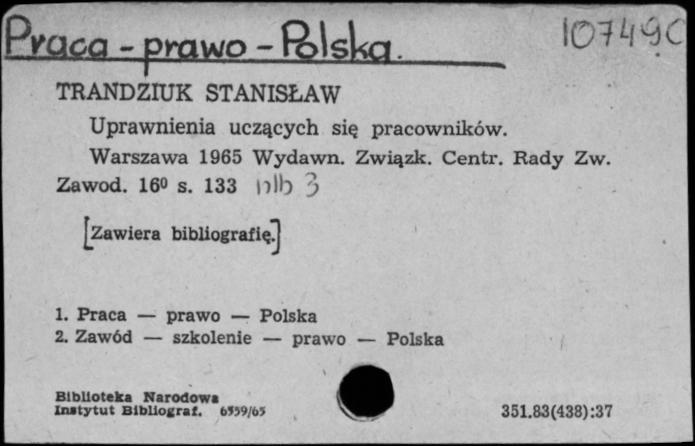 Praca - prawo - Polska.
107490
TRANDZIUK STANISŁAW
Uprawnienia uczących się pracowników.
Warszawa 1965 Wydawn. Związk. Centr. Rady Zw.
Zawod. 16⁰ s. 133 nlb 3
[Zawiera bibliografię.]
1. Praca — prawo — Polska
2. Zawód — szkolenie — prawo — Polska
Biblioteka Narodowa
Instytut Bibliograf. 6559/65
351.83(438):37